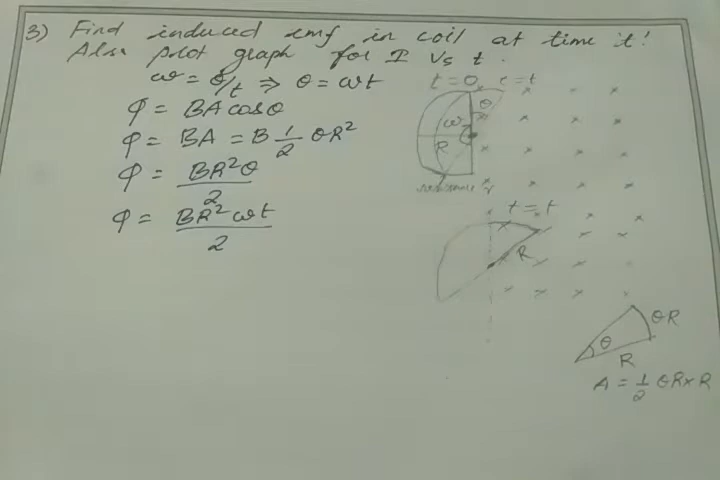 3) Find induced emf in coil at time 't'.
Also plot graph for I Vs t.
ω = θ/t ⇒ θ = ωt
t = 0
t = t
θ
ω
R
resistance r
φ = BA cosθ
φ = BA = B 1/2 θR²
φ = BR²θ/2
φ = BR²ωt/2
t = t
R
θ
θR
R
A = 1/2 θR×R